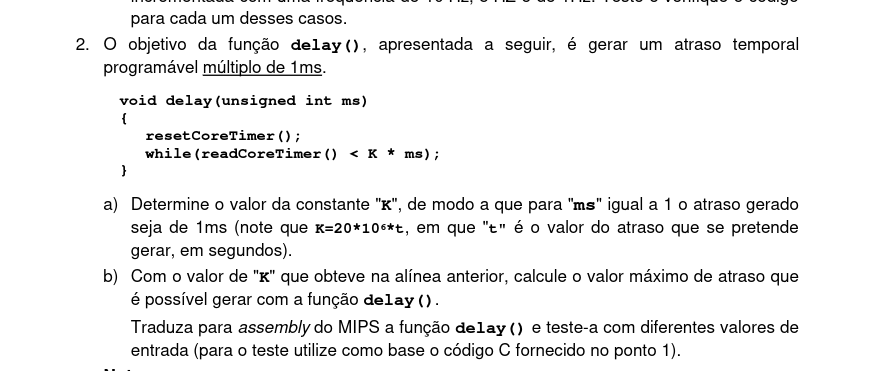 para cada um desses casos.
2. O objetivo da função delay(), apresentada a seguir, é gerar um atraso temporal
programável múltiplo de 1ms.
void delay(unsigned int ms)
{
resetCoreTimer();
while(readCoreTimer() < K * ms);
}
a) Determine o valor da constante "K", de modo a que para "ms" igual a 1 o atraso gerado
seja de 1ms (note que K=20*10⁶*t, em que "t" é o valor do atraso que se pretende
gerar, em segundos).
b) Com o valor de "K" que obteve na alínea anterior, calcule o valor máximo de atraso que
é possível gerar com a função delay().
Traduza para assembly do MIPS a função delay() e teste-a com diferentes valores de
entrada (para o teste utilize como base o código C fornecido no ponto 1).